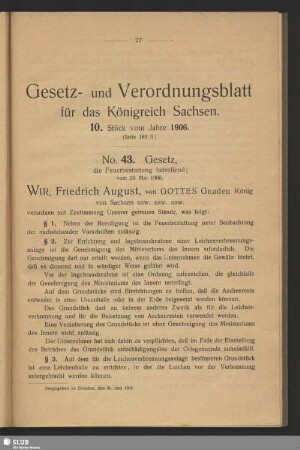 77
Gesetz- und Verordnungsblatt
für das Königreich Sachsen.
10. Stück vom Jahre 1906.
No. 43. Gesetz,
die Feuerbestattung betreffend;
vom 29. Mai 1906.
WIR, Friedrich August, von GOTTES Gnaden König
von Sachsen usw. usw. usw.
verordnen mit Zustimmung Unserer getreuen Stände, was folgt:
§ 1. Neben der Beerdigung ist die Feuerbestattung unter Beobachtung
der nachstehenden Vorschriften zulässig.
§ 2. Zur Errichtung und Ingebrauchnahme einer Leichenverbrennungs-
anlage ist die Genehmigung des Ministeriums des Innern erforderlich. Die
Genehmigung darf nur erteilt werden, wenn das Unternehmen die Gewähr bietet,
daß es dauernd und in würdiger Weise geführt wird.
Vor der Ingebrauchnahme ist eine Ordnung aufzustellen, die gleichfalls
der Genehmigung des Ministeriums des Innern unterliegt.
Auf dem Grundstücke sind Einrichtungen zu treffen, daß die Aschenreste
entweder in einer Urnenhalle oder in der Erde beigesetzt werden können.
Das Grundstück darf zu keinem anderen Zweck als für die Leichen-
verbrennung und für die Beisetzung von Aschenresten verwendet werden.
Eine Veräußerung des Grundstücks ist ohne Genehmigung des Ministeriums
des Innern nicht zulässig.
Der Unternehmer hat sich dafür zu verpflichten, daß im Falle der Einstellung
des Betriebes das Grundstück entschädigungslos der Ortsgemeinde anheimfällt.
§ 3. Auf dem für die Leichenverbrennungsanlage bestimmten Grundstück
ist eine Leichenhalle zu errichten, in der die Leichen vor der Verbrennung
untergebracht werden können.
Ausgegeben zu Dresden, den 30. Juni 1906.
SLUB